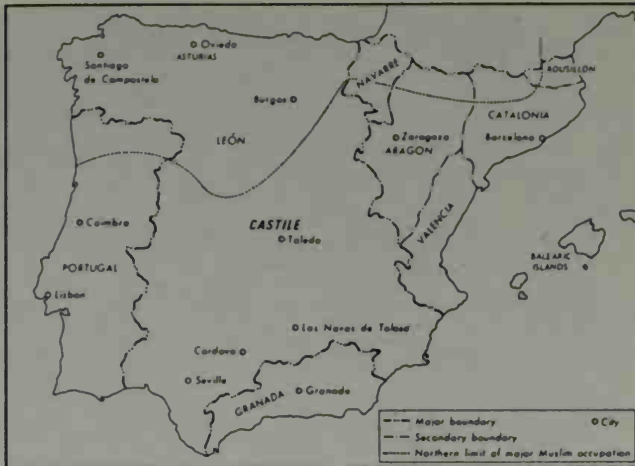 Oviedo
ASTURIAS
Santiago
de Campostela
NAVARRE
ROUSILLON
Burgos
CATALONIA
LEÓN
Zaragoza
ARAGON
Barcelona
CASTILE
Toledo
VALENCIA
Coimbra
PORTUGAL
Lisbon
BALEARIC
ISLANDS
Las Navas de Tolosa
Cordova
Seville
GRANADA
Granada
Major boundary
City
Secondary boundary
Northern limit of major Muslim occupation